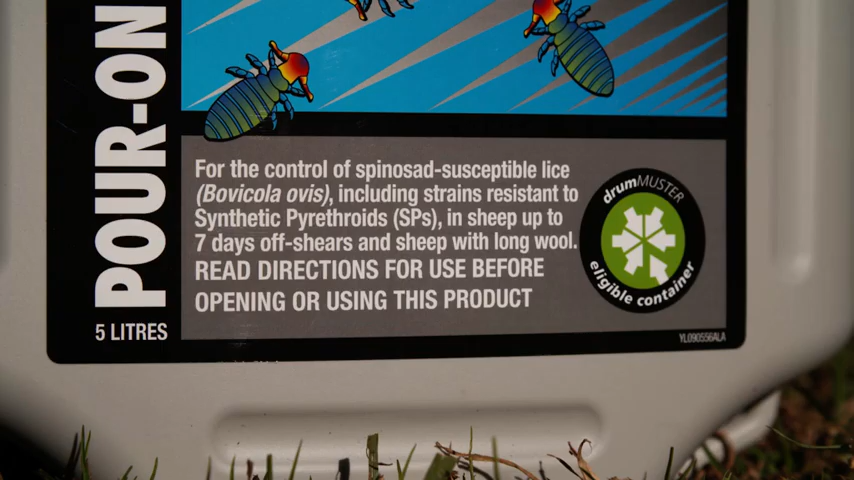 POUR-ON
5 LITRES
For the control of spinosad-susceptible lice
(Bovicola ovis), including strains resistant to
Synthetic Pyrethroids (SPs), in sheep up to
7 days off-shears and sheep with long wool.
READ DIRECTIONS FOR USE BEFORE
OPENING OR USING THIS PRODUCT
drumMUSTER
eligible container
YL090556ALA